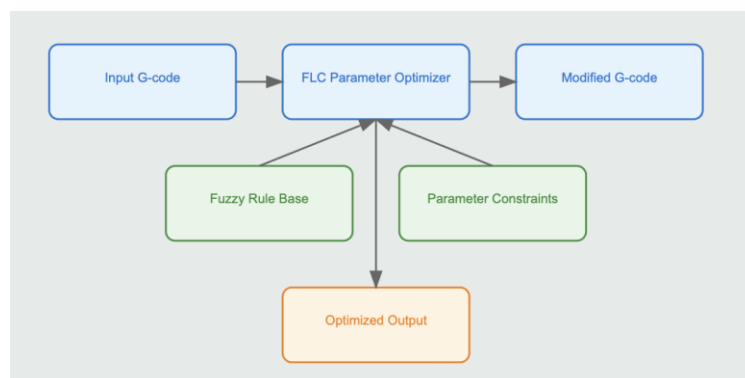 Input G-code
FLC Parameter Optimizer
Modified G-code
Fuzzy Rule Base
Parameter Constraints
Optimized Output